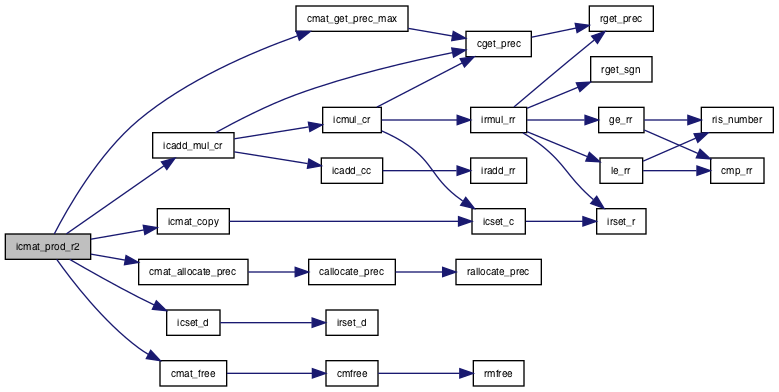 cmat_get_prec_max
rget_prec
cget_prec
rget_sgn
icmul_cr
irmul_rr
ge_rr
ris_number
icadd_mul_cr
icadd_cc
iradd_rr
le_rr
cmp_rr
icmat_copy
icset_c
irset_r
icmat_prod_r2
cmat_allocate_prec
callocate_prec
rallocate_prec
icset_d
irset_d
cmat_free
cmfree
rmfree